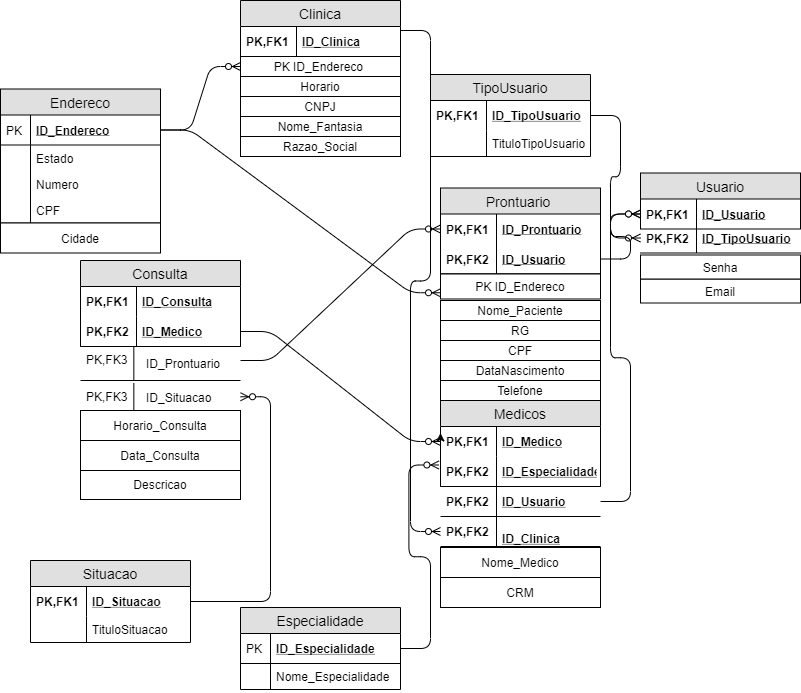 Clinica
PK,FK1 ID_Clinica
PK ID_Endereco
Horario
CNPJ
Nome_Fantasia
Razao_Social
Endereco
PK ID_Endereco
Estado
Numero
CPF
Cidade
TipoUsuario
PK,FK1 ID_TipoUsuario
TituloTipoUsuario
Usuario
PK,FK1 ID_Usuario
PK,FK2 ID_TipoUsuario
Senha
Email
Prontuario
PK,FK1 ID_Prontuario
PK,FK2 ID_Usuario
PK ID_Endereco
Nome_Paciente
RG
CPF
DataNascimento
Telefone
Consulta
PK,FK1 ID_Consulta
PK,FK2 ID_Medico
PK,FK3 ID_Prontuario
PK,FK3 ID_Situacao
Horario_Consulta
Data_Consulta
Descricao
Medicos
PK,FK1 ID_Medico
PK,FK2 ID_Especialidade
PK,FK2 ID_Usuario
PK,FK2 ID_Clinica
Nome_Medico
CRM
Situacao
PK,FK1 ID_Situacao
TituloSituacao
Especialidade
PK ID_Especialidade
Nome_Especialidade